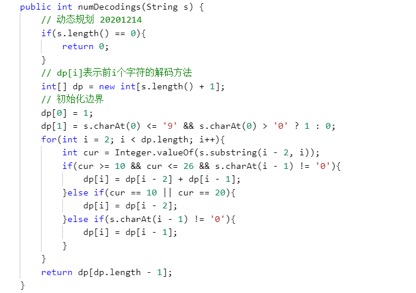 public int numDecodings(String s) {
// 动态规划 20201214
if(s.length() == 0){
return 0;
}
// dp[i]表示前i个字符的解码方法
int[] dp = new int[s.length() + 1];
// 初始化边界
dp[0] = 1;
dp[1] = s.charAt(0) <= '9' && s.charAt(0) > '0' ? 1 : 0;
for(int i = 2; i < dp.length; i++){
int cur = Integer.valueOf(s.substring(i - 2, i));
if(cur >= 10 && cur <= 26 && s.charAt(i - 1) != '0'){
dp[i] = dp[i - 2] + dp[i - 1];
}else if(cur == 10 || cur == 20){
dp[i] = dp[i - 2];
}else if(s.charAt(i - 1) != '0'){
dp[i] = dp[i - 1];
}
}
return dp[dp.length - 1];
}